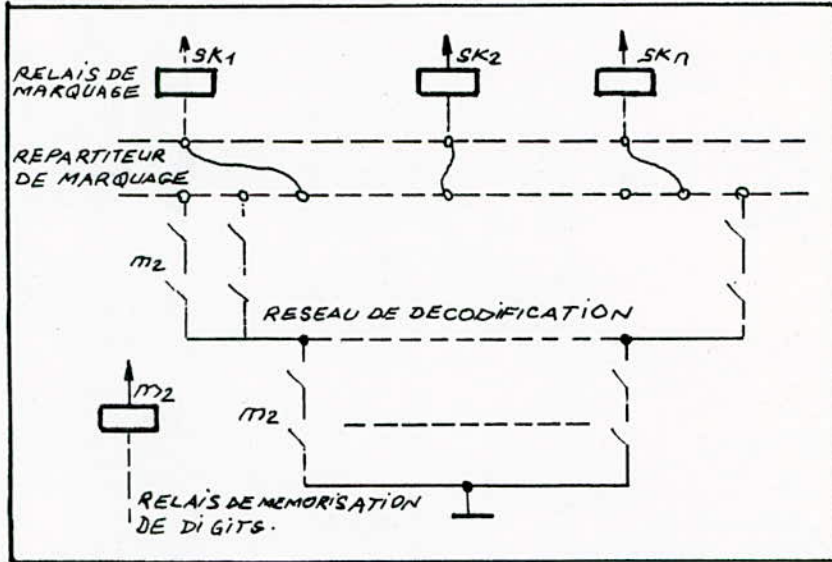 SK1
SK2
SKn
RELAIS DE
MARQUAGE
REPARTITEUR
DE MARQUAGE
m2
RESEAU DE DECODIFICATION
m2
m2
RELAIS DE MEMORISATION
DE DIGITS.